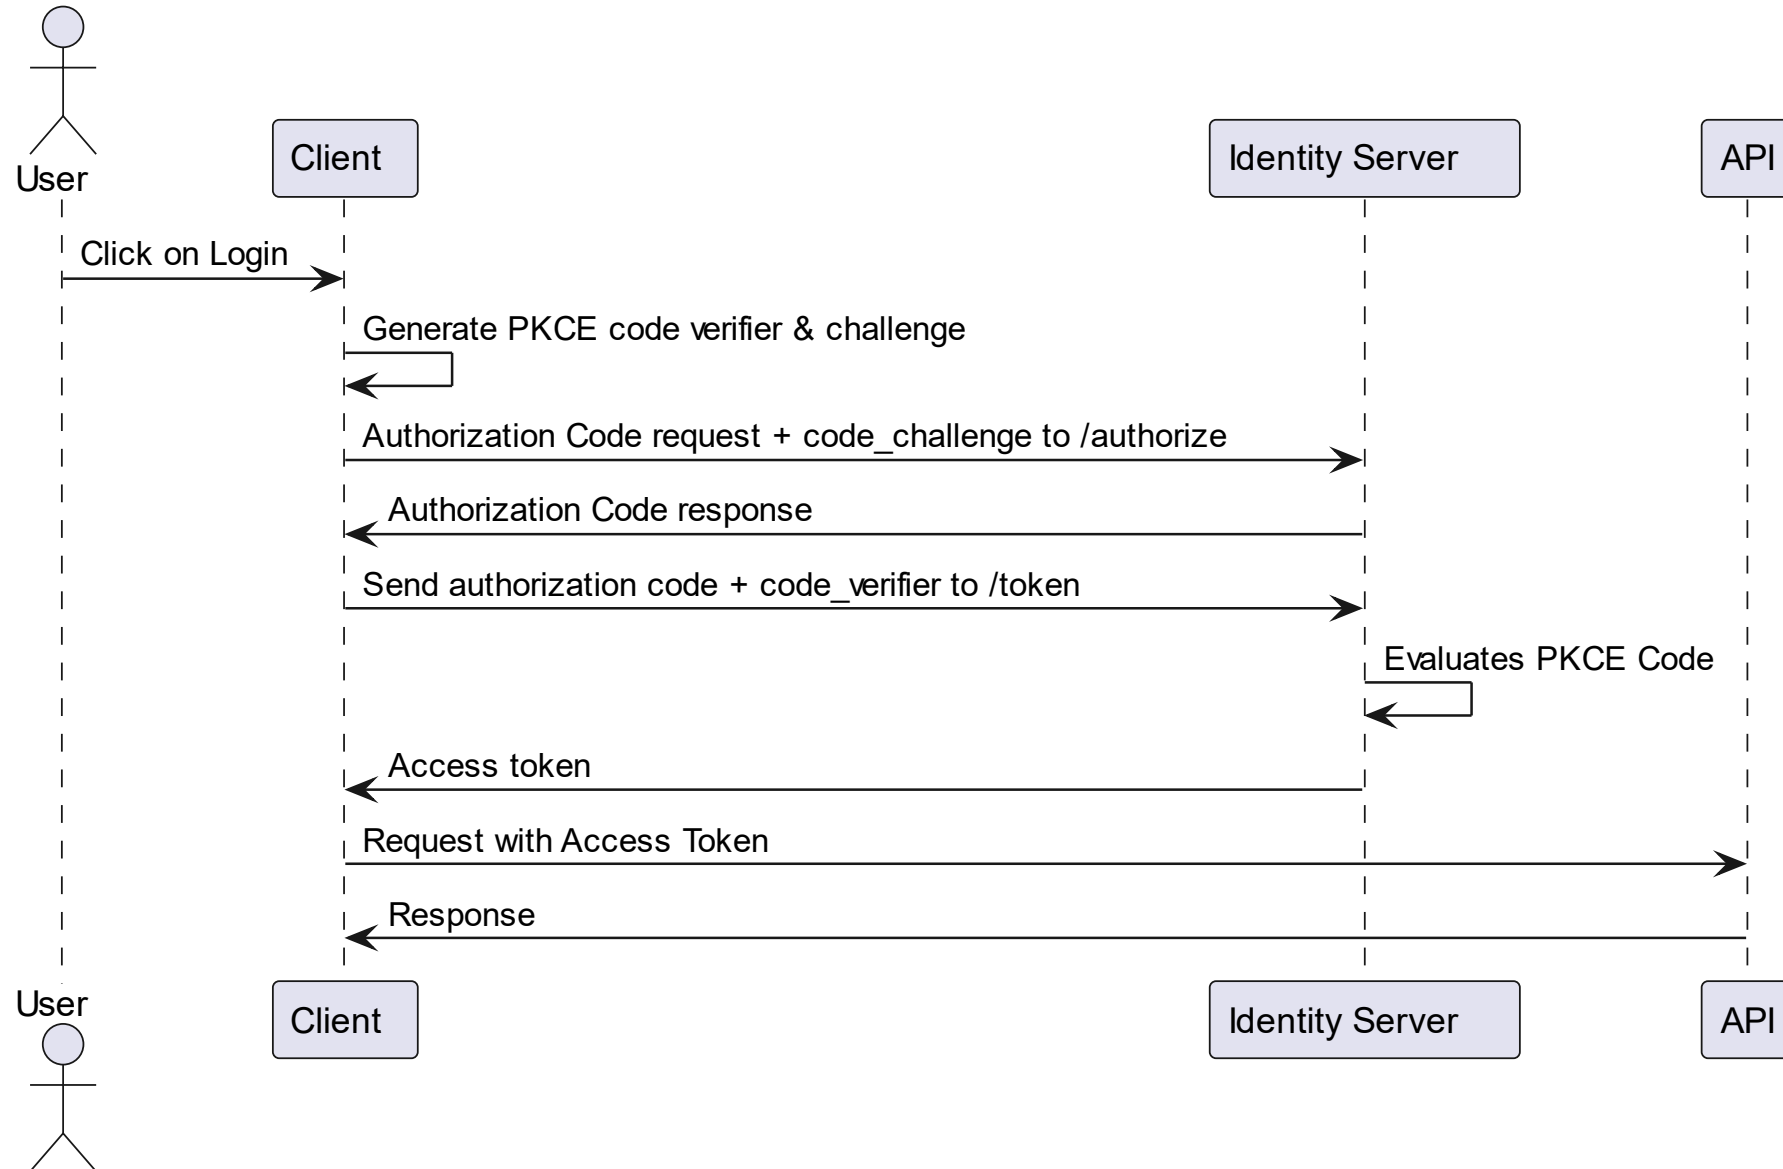 User
Client
Identity Server
API
Click on Login
Generate PKCE code verifier & challenge
Authorization Code request + code_challenge to /authorize
Authorization Code response
Send authorization code + code_verifier to /token
Evaluates PKCE Code
Access token
Request with Access Token
Response
User
Client
Identity Server
API